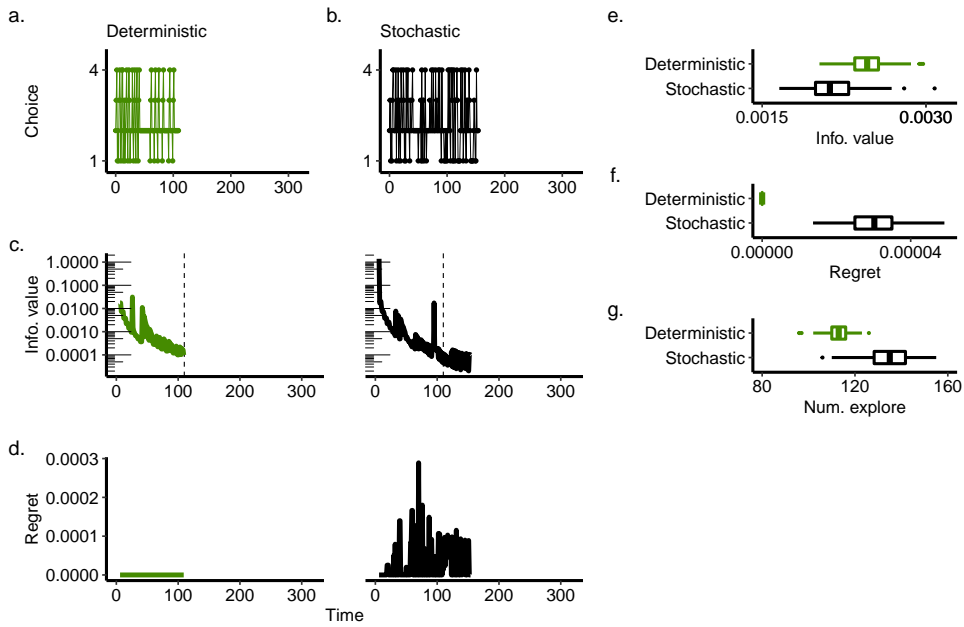 a.
Deterministic
4
1
Choice
0 100 200 300
b.
Stochastic
4
1
0 100 200 300
c.
1.0000
0.1000
0.0100
0.0010
0.0001
Info. value
0 100 200 300
0 100 200 300
d.
0.0003
0.0002
0.0001
0.0000
Regret
0 100 200 300
0 100 200 300
Time
e.
Deterministic
Stochastic
0.0015 0.0030
Info. value
f.
Deterministic
Stochastic
0.00000 0.00004
Regret
g.
Deterministic
Stochastic
80 120 160
Num. explore